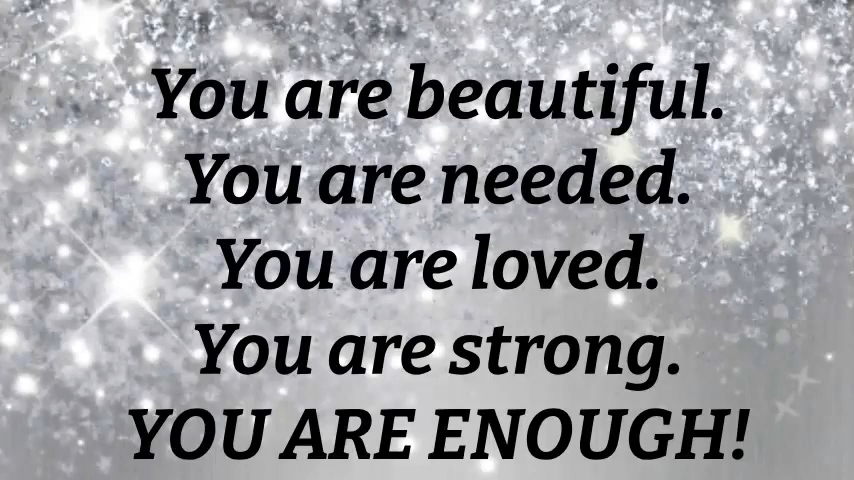 You are beautiful.
You are needed.
You are loved.
You are strong.
YOU ARE ENOUGH!